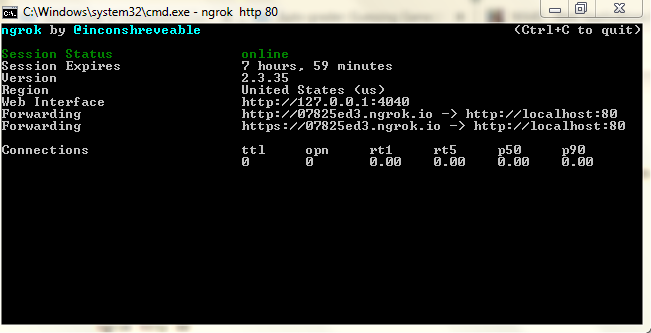 C:\Windows\system32\cmd.exe - ngrok  http 80
ngrok by @inconshreveable (Ctrl+C to quit)
Session Status online
Session Expires 7 hours, 59 minutes
Version 2.3.35
Region United States (us)
Web Interface http://127.0.0.1:4040
Forwarding http://07825ed3.ngrok.io -> http://localhost:80
Forwarding https://07825ed3.ngrok.io -> http://localhost:80
Connections ttl opn rt1 rt5 p50 p90
0 0 0.00 0.00 0.00 0.00